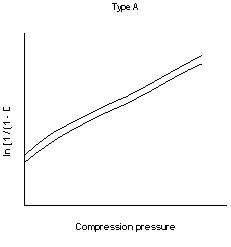 Type A
ln [1 / (1 - D
Compression pressure